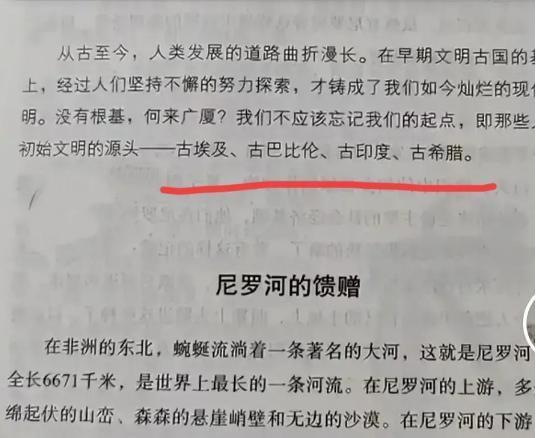 从古至今，人类发展的道路曲折漫长。在早期文明古国的
上，经过人们坚持不懈的努力探索，才铸成了我们如今灿烂的现
明。没有根基，何来广厦？我们不应该忘记我们的起点，即那些
初始文明的源头——古埃及、古巴比伦、古印度、古希腊。
尼罗河的馈赠
在非洲的东北，蜿蜒流淌着一条著名的大河，这就是尼罗河
全长6671千米，是世界上最长的一条河流。在尼罗河的上游，多
绵起伏的山峦、森森的悬崖峭壁和无边的沙漠。在尼罗河的下游